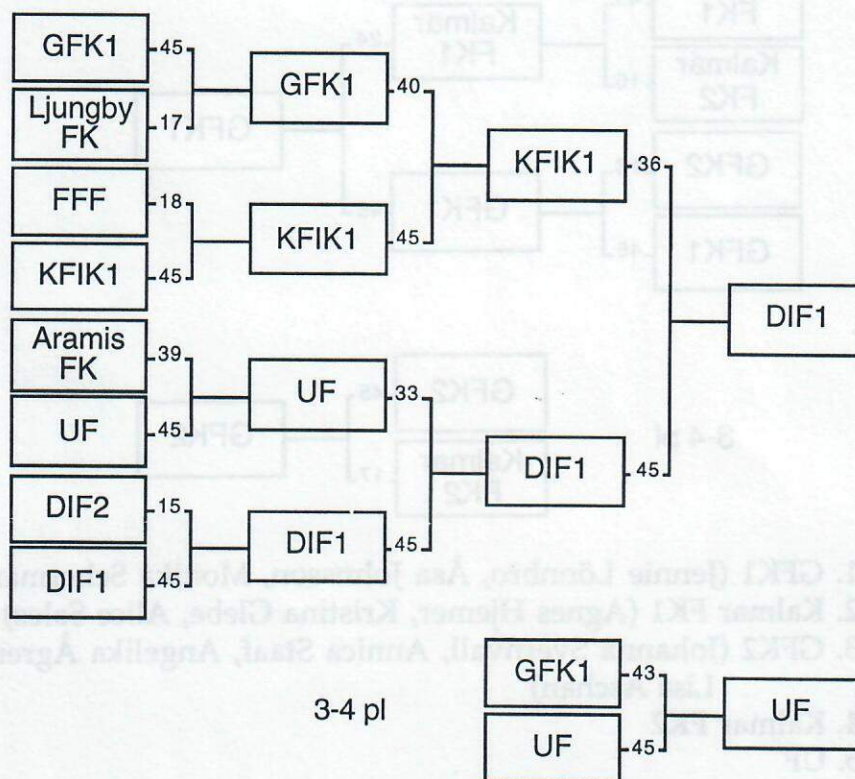 GFK1
45
Ljungby
FK
17
GFK1
40
FFF
18
KFIK1
45
KFIK1
45
KFIK1
36
Aramis
FK
39
UF
45
UF
33
DIF2
15
DIF1
45
DIF1
45
DIF1
45
DIF1
3-4 pl
GFK1
43
UF
45
UF